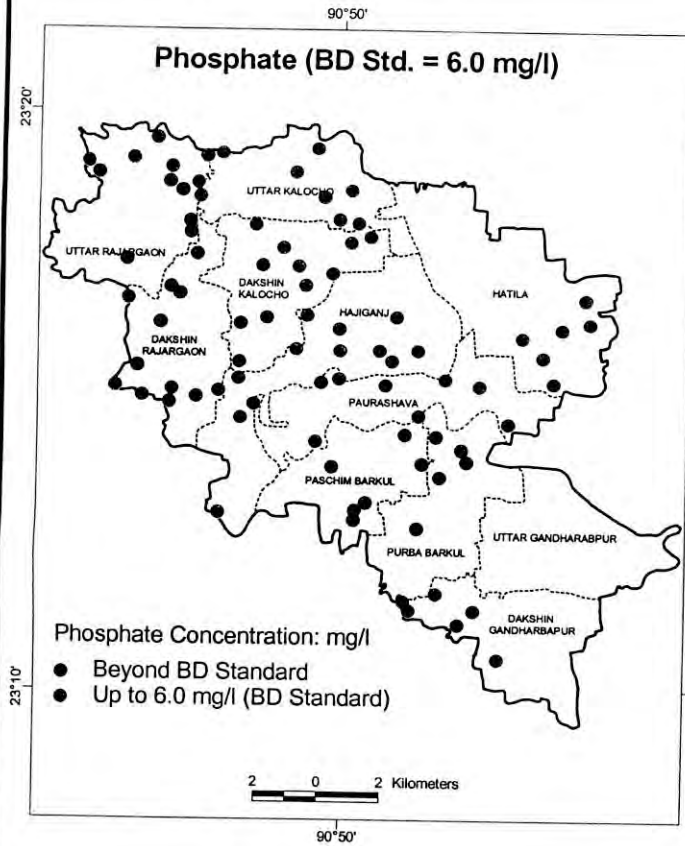 90°50'
Phosphate (BD Std. = 6.0 mg/l)
23°20'
UTTAR KALOCHO
UTTAR RAJARGAON
DAKSHIN
KALOCHO
HATILA
HAJIGANJ
DAKSHIN
RAJARGAON
PAURASHAVA
PASCHIM BARKUL
PURBA BARKUL
UTTAR GANDHARABPUR
DAKSHIN
GANDHARBAPUR
Phosphate Concentration: mg/l
Beyond BD Standard
Up to 6.0 mg/l (BD Standard)
23°10'
2 0 2 Kilometers
90°50'